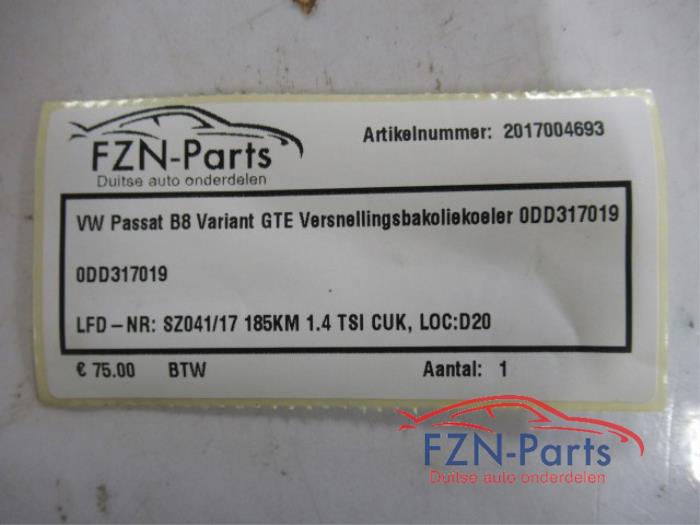 FZN-Parts
Duitse auto onderdelen
Artikelnummer: 2017004693
VW Passat B8 Variant GTE Versnellingsbakoliekoeler 0DD317019
0DD317019
LFD-NR: SZ041/17 185KM 1.4 TSI CUK, LOC:D20
€ 75.00 BTW Aantal: 1
FZN-Parts
Duitse auto onderdelen